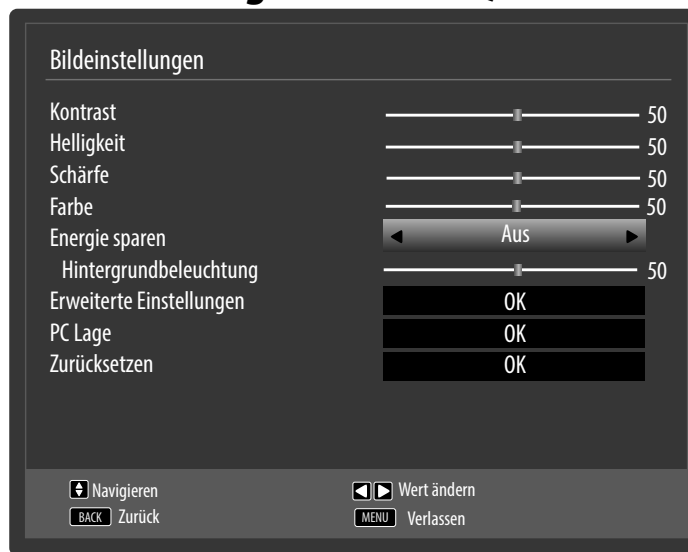 Bildeinstellungen
Kontrast 50
Helligkeit 50
Schärfe 50
Farbe 50
Energie sparen Aus
Hintergrundbeleuchtung 50
Erweiterte Einstellungen OK
PC Lage OK
Zurücksetzen OK
Navigieren Wert ändern
BACK Zurück MENU Verlassen